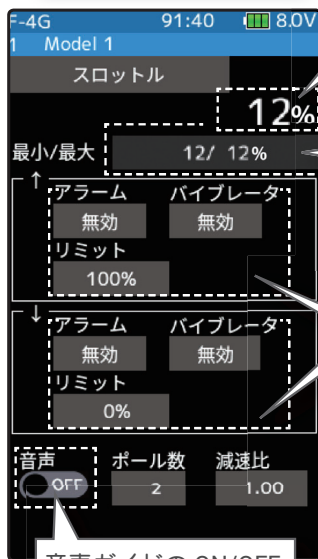 F-4G 91:40 8.0V
1 Model 1
スロットル
12%
最小/最大 12/ 12%
↑
アラーム バイブレータ
無効 無効
リミット
100%
↓
アラーム バイブレータ
無効 無効
リミット
0%
音声 ポール数 減速比
OFF 2 1.00
音声ガイドの ON/OFF